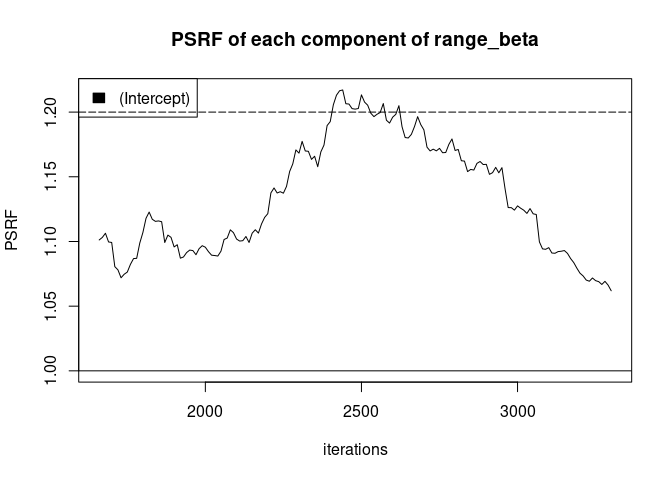 PSRF of each component of range_beta
(Intercept)
PSRF
1.20
1.15
1.10
1.05
1.00
2000 2500 3000
iterations